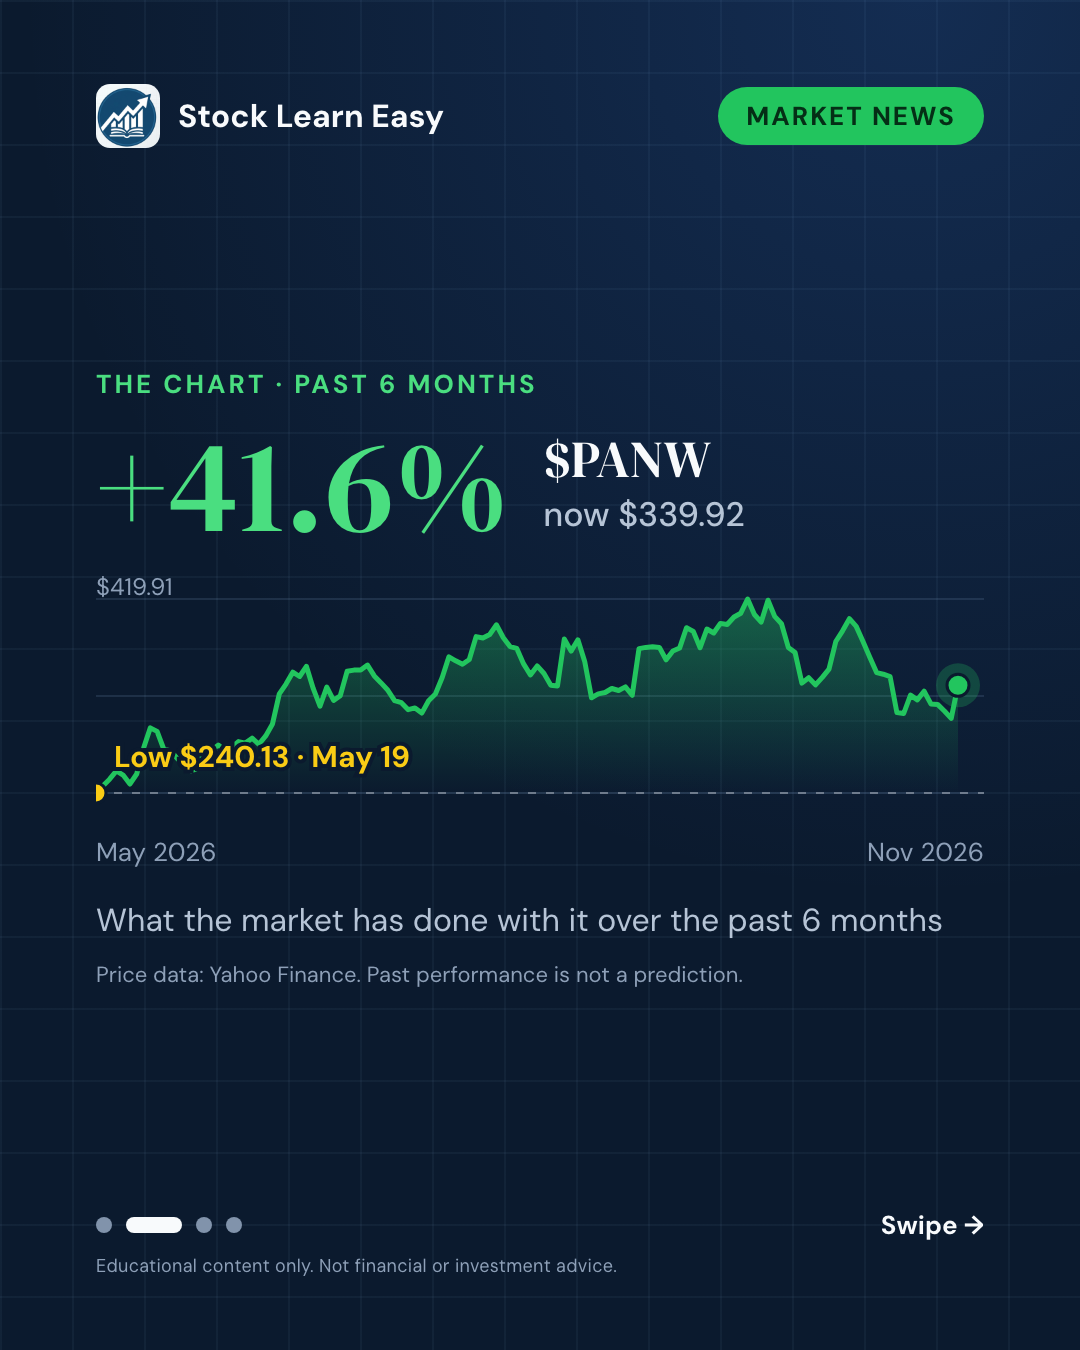 Stock Learn Easy
MARKET NEWS
THE CHART · PAST 6 MONTHS
+41.6%
$PANW
now $339.92
$419.91
Low $240.13 · May 19
May 2026
Nov 2026
What the market has done with it over the past 6 months
Price data: Yahoo Finance. Past performance is not a prediction.
Swipe →
Educational content only. Not financial or investment advice.